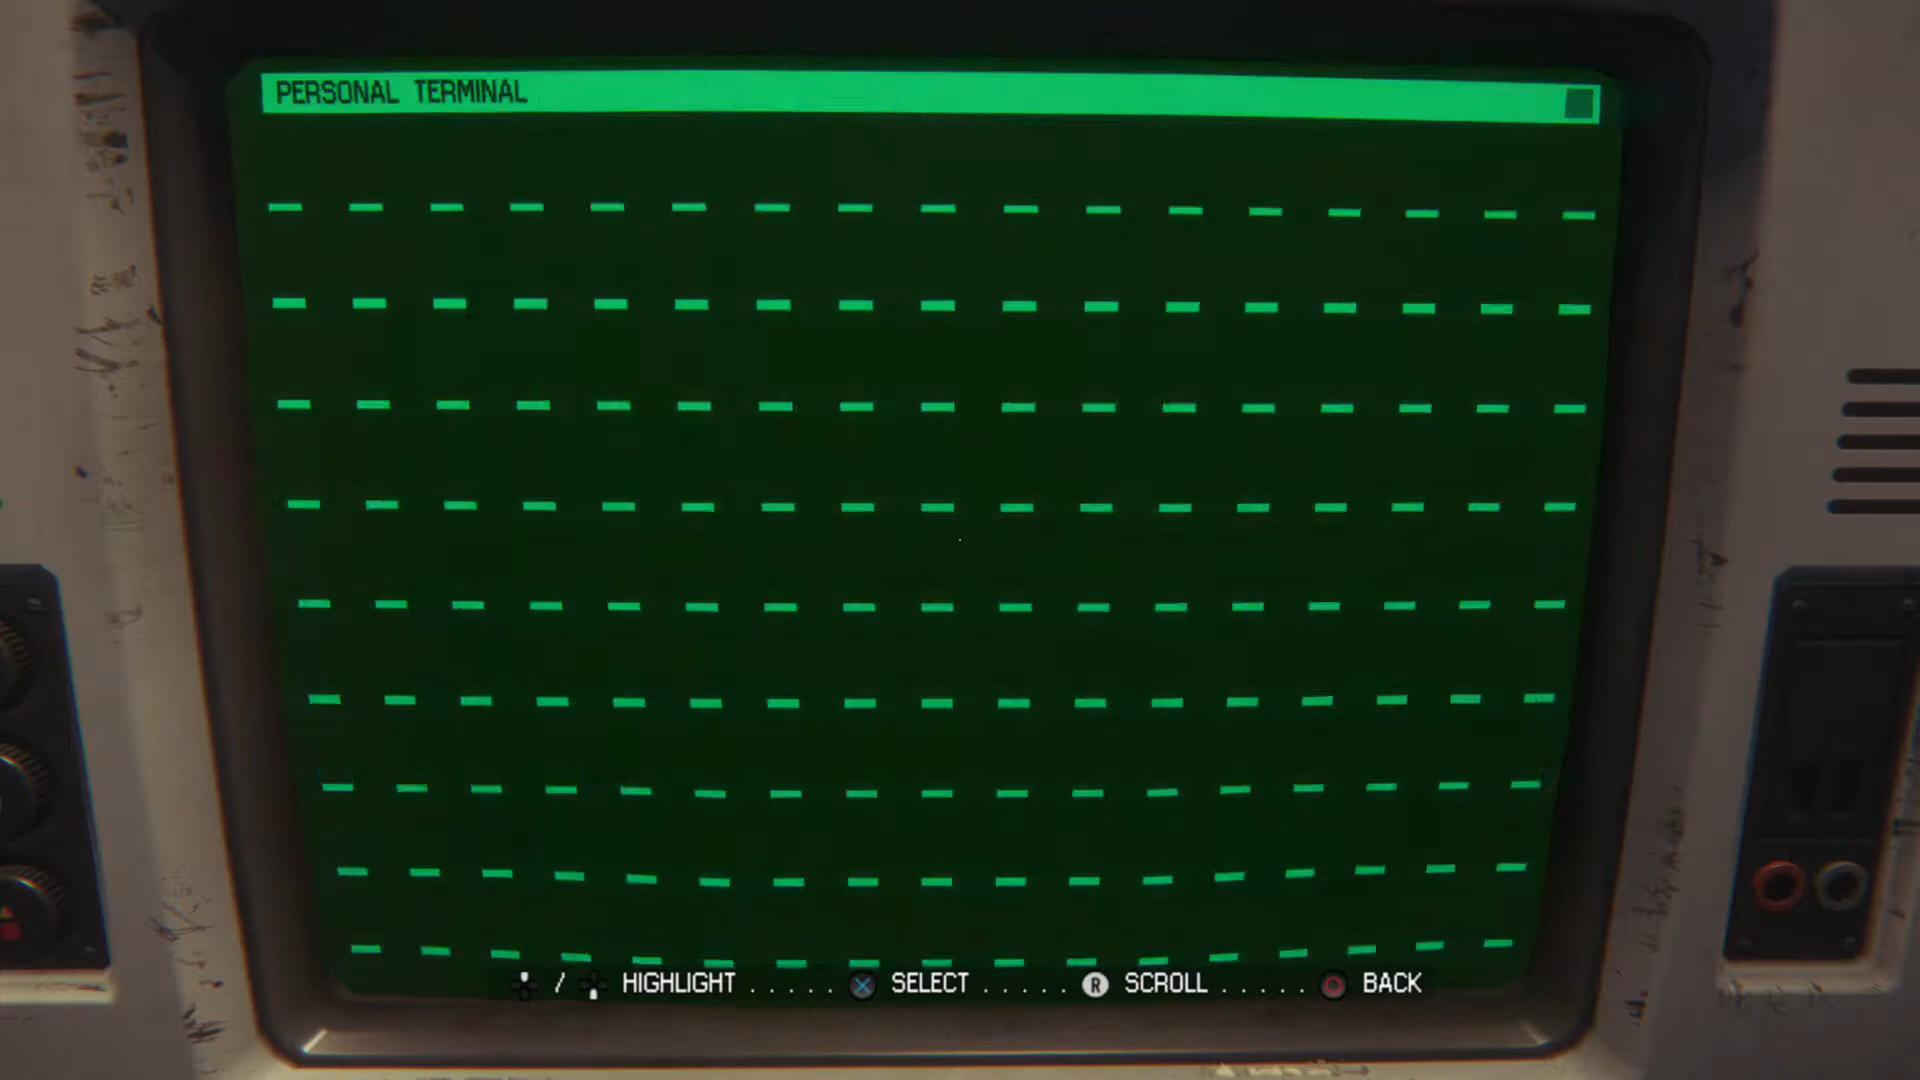 PERSONAL TERMINAL
/ HIGHLIGHT ..... SELECT ..... R SCROLL ..... BACK